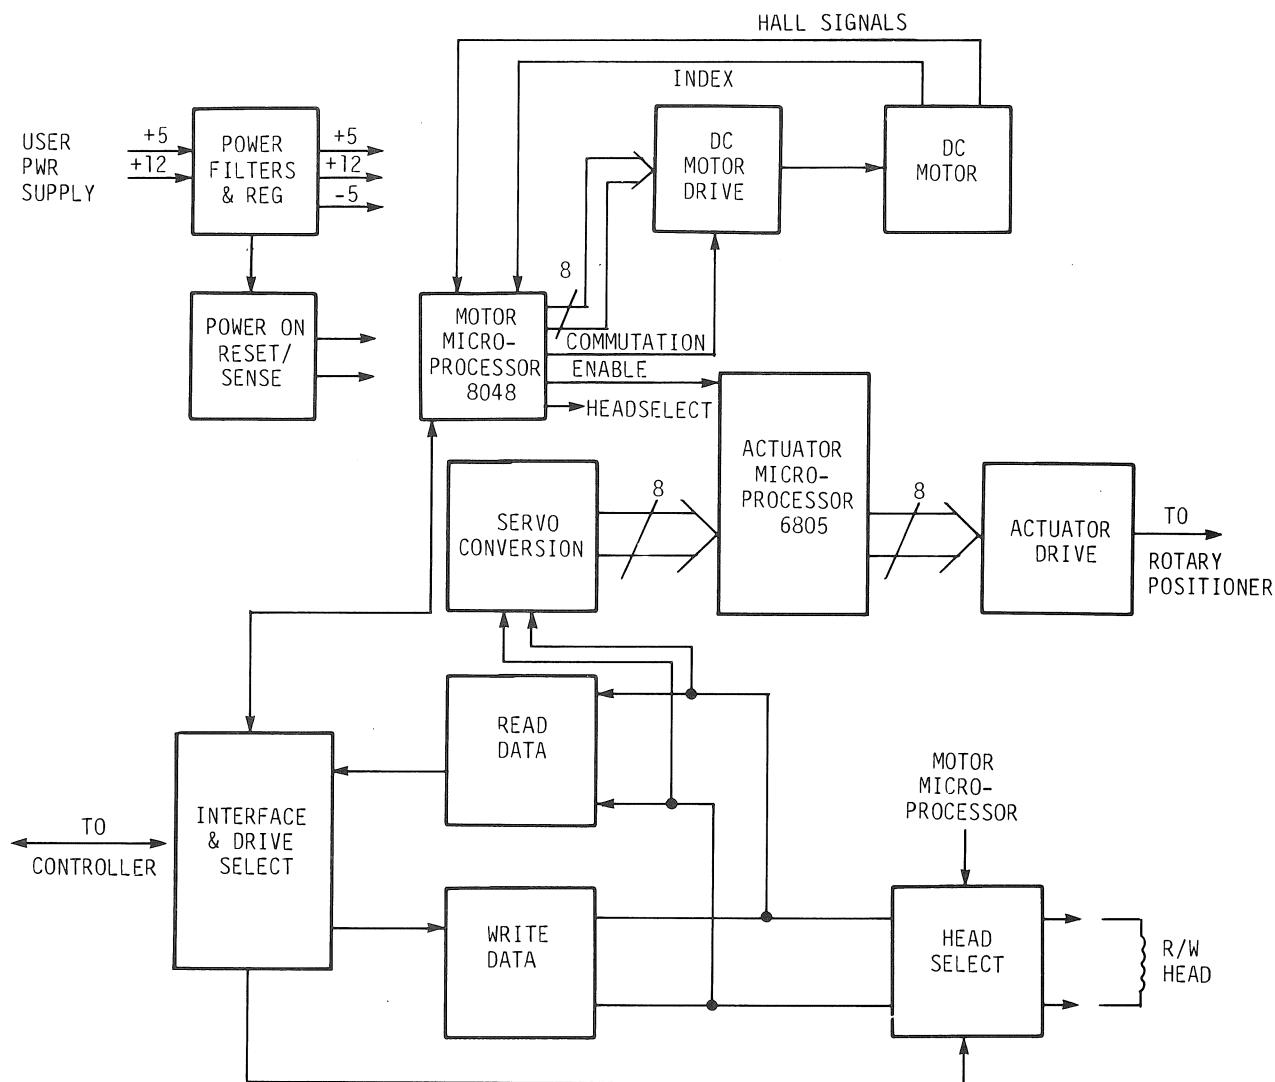 HALL SIGNALS
INDEX
USER
PWR
SUPPLY
+5
+12
POWER
FILTERS
& REG
+5
+12
-5
DC
MOTOR
DRIVE
DC
MOTOR
POWER ON
RESET/
SENSE
MOTOR
MICRO-
PROCESSOR
8048
8
COMMUTATION
ENABLE
HEADSELECT
SERVO
CONVERSION
8
ACTUATOR
MICRO-
PROCESSOR
6805
8
ACTUATOR
DRIVE
TO
ROTARY
POSITIONER
READ
DATA
TO
CONTROLLER
INTERFACE
& DRIVE
SELECT
WRITE
DATA
MOTOR
MICRO-
PROCESSOR
HEAD
SELECT
R/W
HEAD